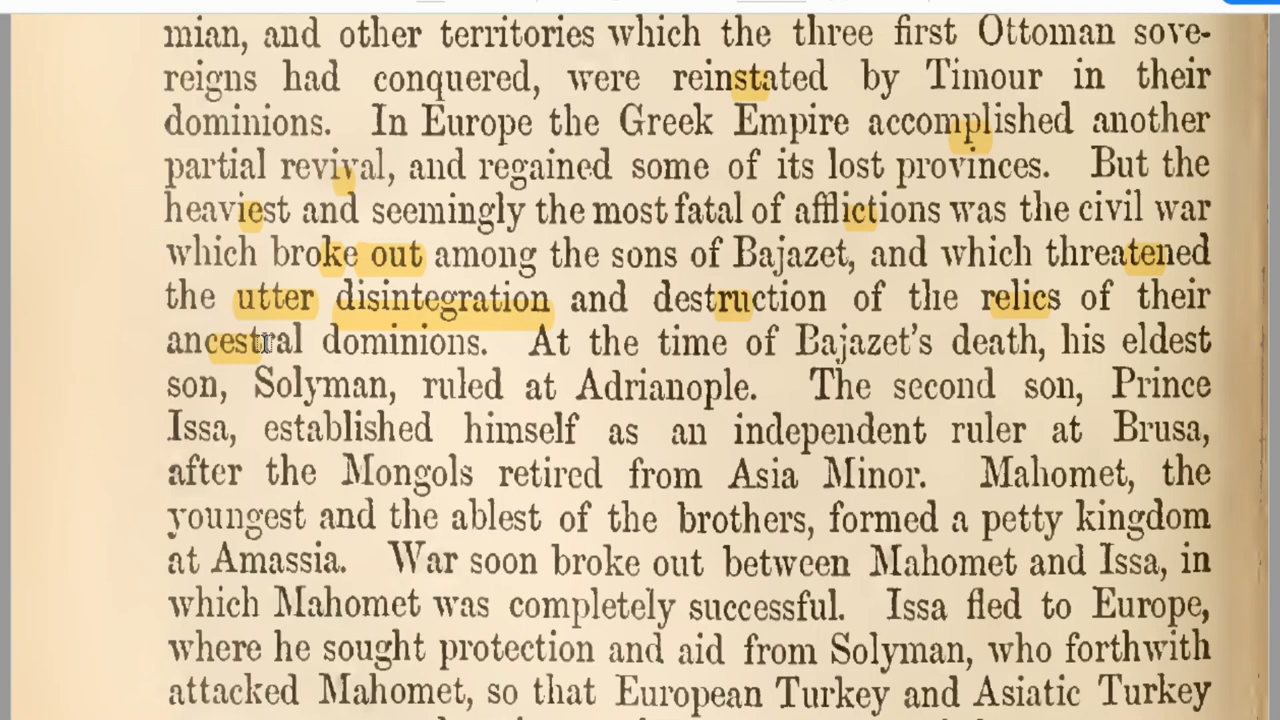 mian, and other territories which the three first Ottoman sove-
reigns had conquered, were reinstated by Timour in their
dominions. In Europe the Greek Empire accomplished another
partial revival, and regained some of its lost provinces. But the
heaviest and seemingly the most fatal of afflictions was the civil war
which broke out among the sons of Bajazet, and which threatened
the utter disintegration and destruction of the relics of their
ancestral dominions. At the time of Bajazet's death, his eldest
son, Solyman, ruled at Adrianople. The second son, Prince
Issa, established himself as an independent ruler at Brusa,
after the Mongols retired from Asia Minor. Mahomet, the
youngest and the ablest of the brothers, formed a petty kingdom
at Amassia. War soon broke out between Mahomet and Issa, in
which Mahomet was completely successful. Issa fled to Europe,
where he sought protection and aid from Solyman, who forthwith
attacked Mahomet, so that European Turkey and Asiatic Turkey